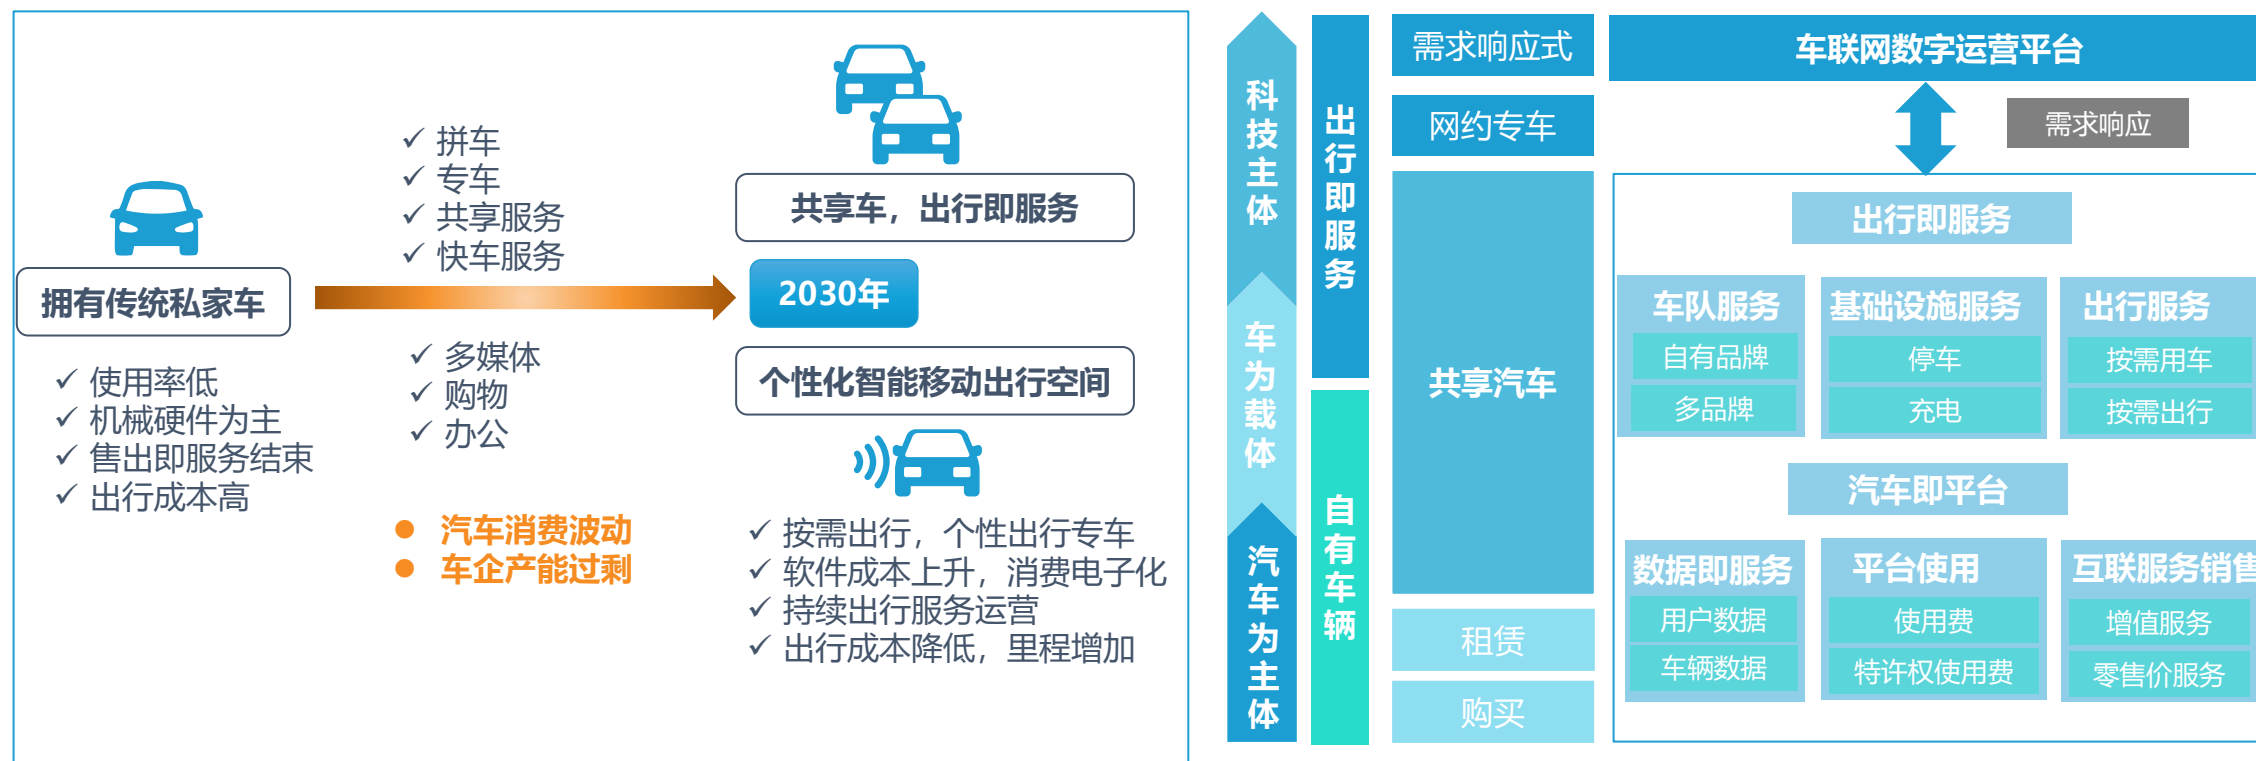 拥有传统私家车
使用率低
机械硬件为主
售出即服务结束
出行成本高
拼车
专车
共享服务
快车服务
多媒体
购物
办公
汽车消费波动
车企产能过剩
共享车，出行即服务
2030年
个性化智能移动出行空间
按需出行，个性出行专车
软件成本上升，消费电子化
持续出行服务运营
出行成本降低，里程增加
科技主体
车为载体
汽车为主体
出行即服务
自有车辆
需求响应式
网约专车
共享汽车
租赁
购买
车联网数字运营平台
需求响应
出行即服务
车队服务
自有品牌
多品牌
基础设施服务
停车
充电
出行服务
按需用车
按需出行
汽车即平台
数据即服务
用户数据
车辆数据
平台使用
使用费
特许权使用费
互联服务销售
增值服务
零售价服务